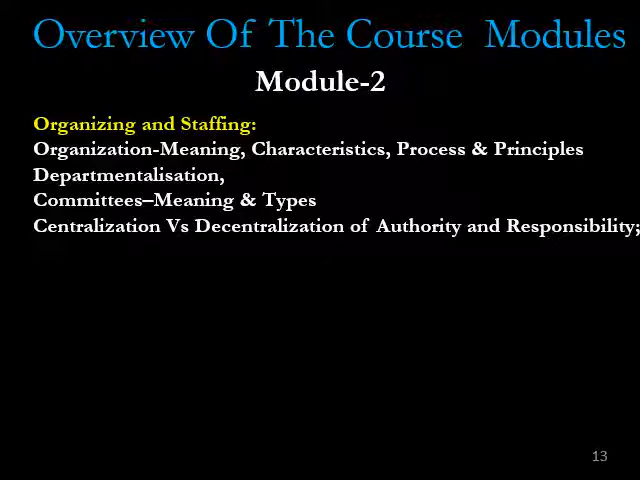 Overview Of The Course Modules
Module-2
Organizing and Staffing:
Organization-Meaning, Characteristics, Process & Principles
Departmentalisation,
Committees–Meaning & Types
Centralization Vs Decentralization of Authority and Responsibility;
13